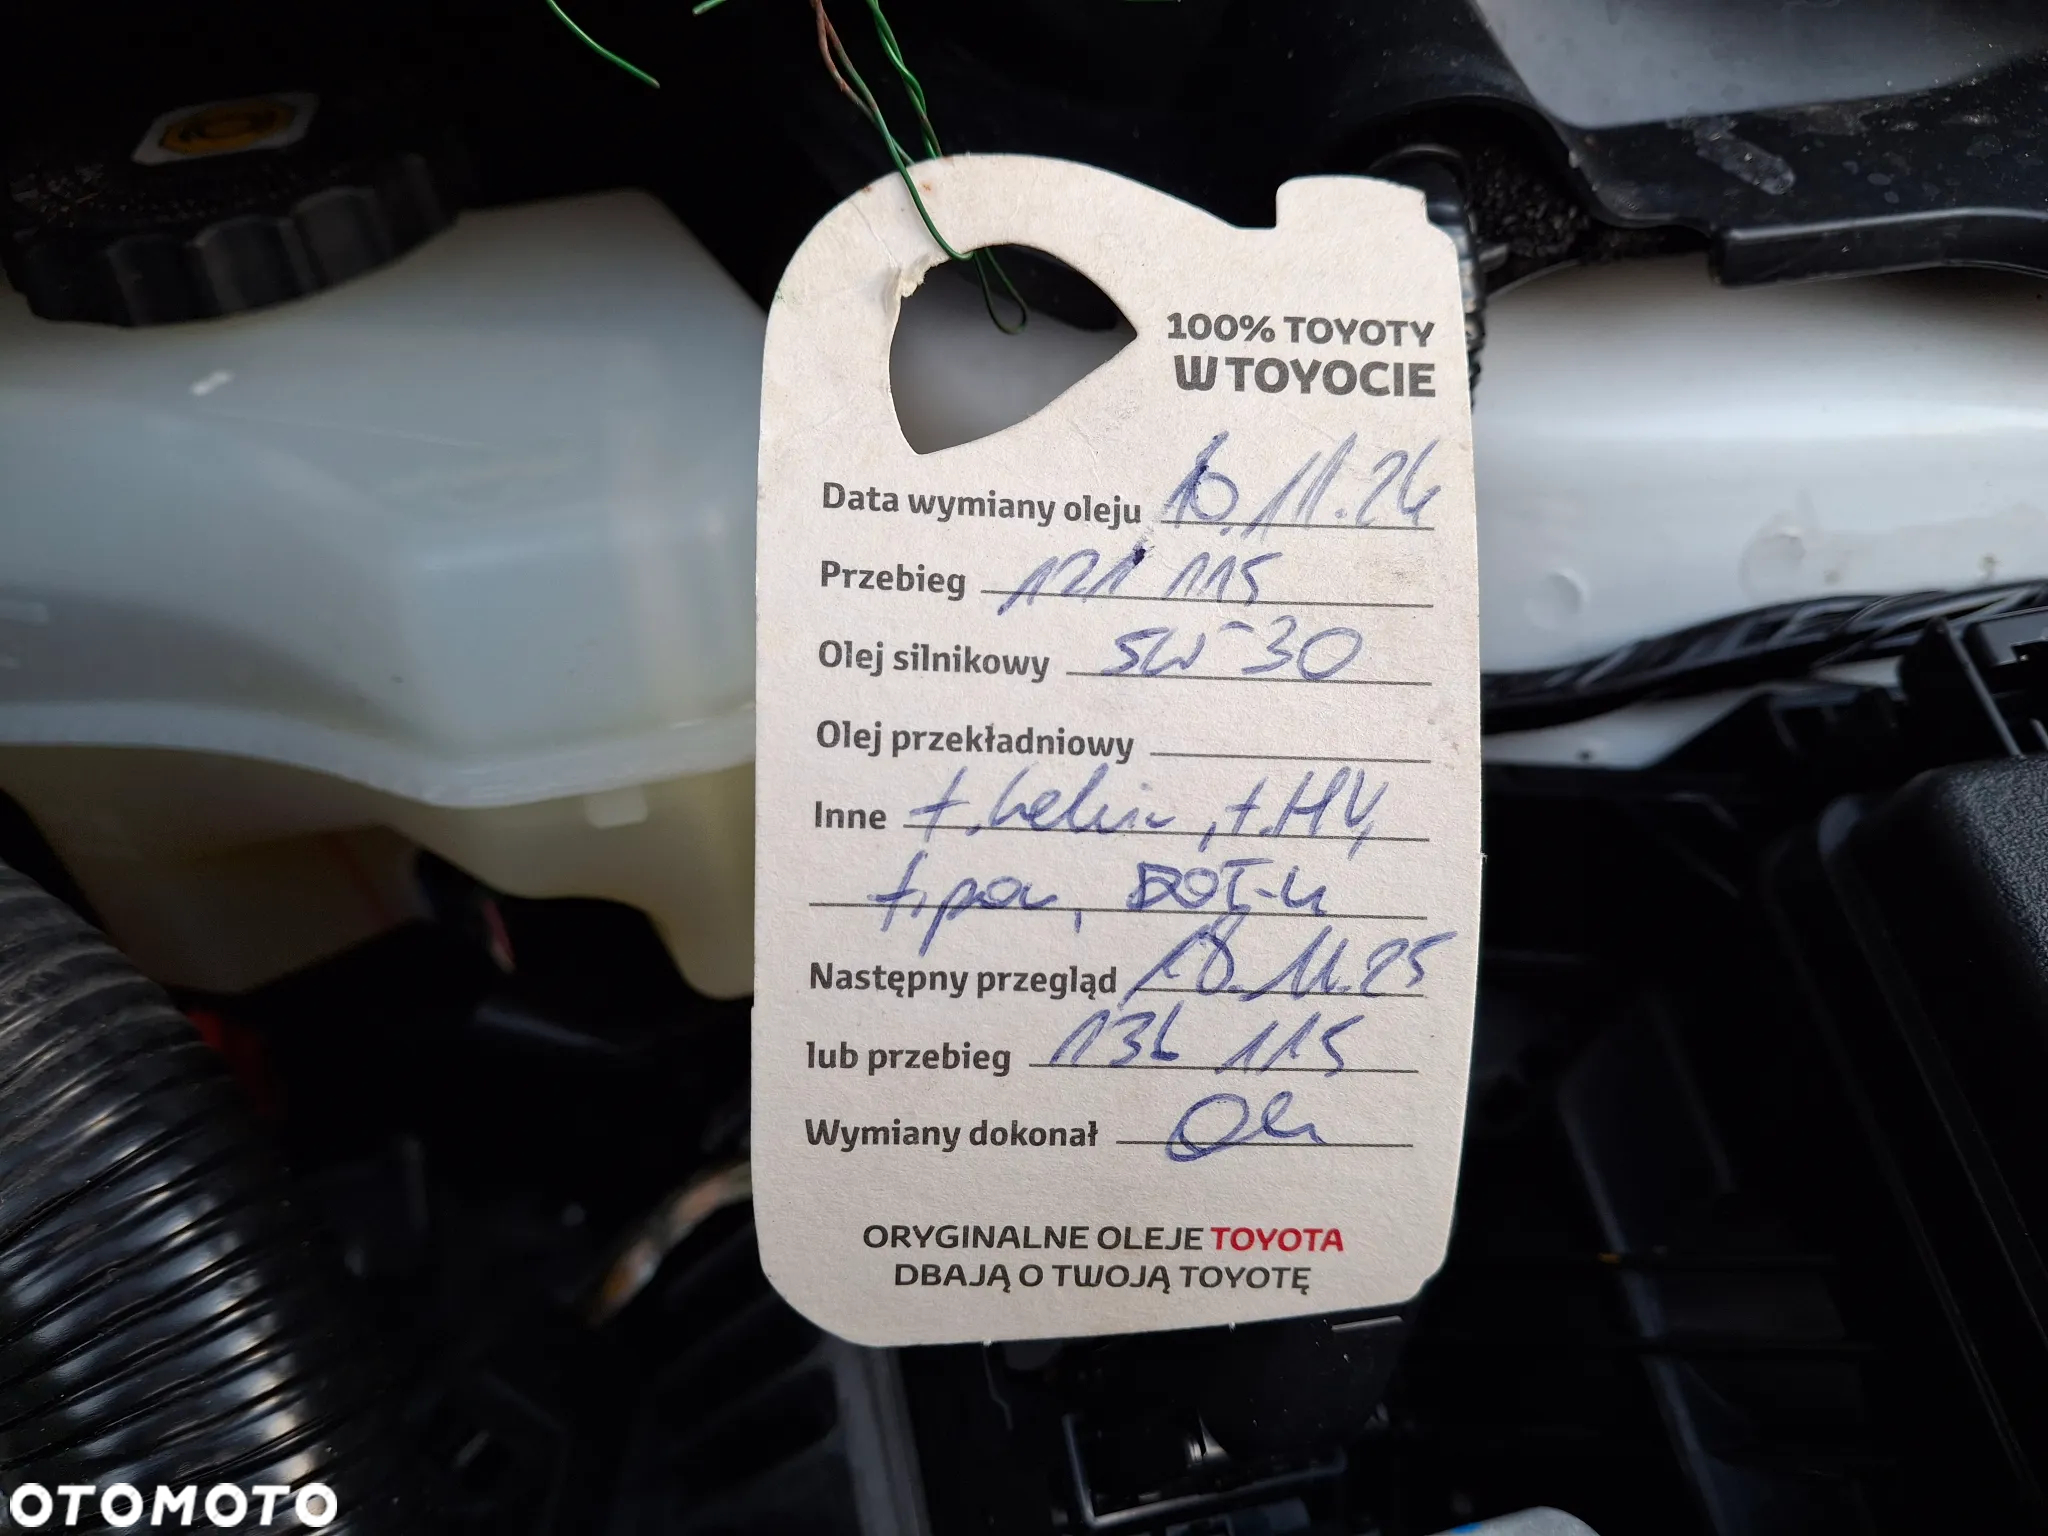 100% TOYOTY
W TOYOCIE
Data wymiany oleju 10.11.24
Przebieg 121 115
Olej silnikowy 5W-30
Olej przekładniowy
Inne f. kabin, f. HV,
f. pow, DOT-4
Następny przegląd 10.11.25
lub przebieg 136 115
Wymiany dokonał
ORYGINALNE OLEJE TOYOTA
DBAJĄ O TWOJĄ TOYOTĘ
OTOMOTO